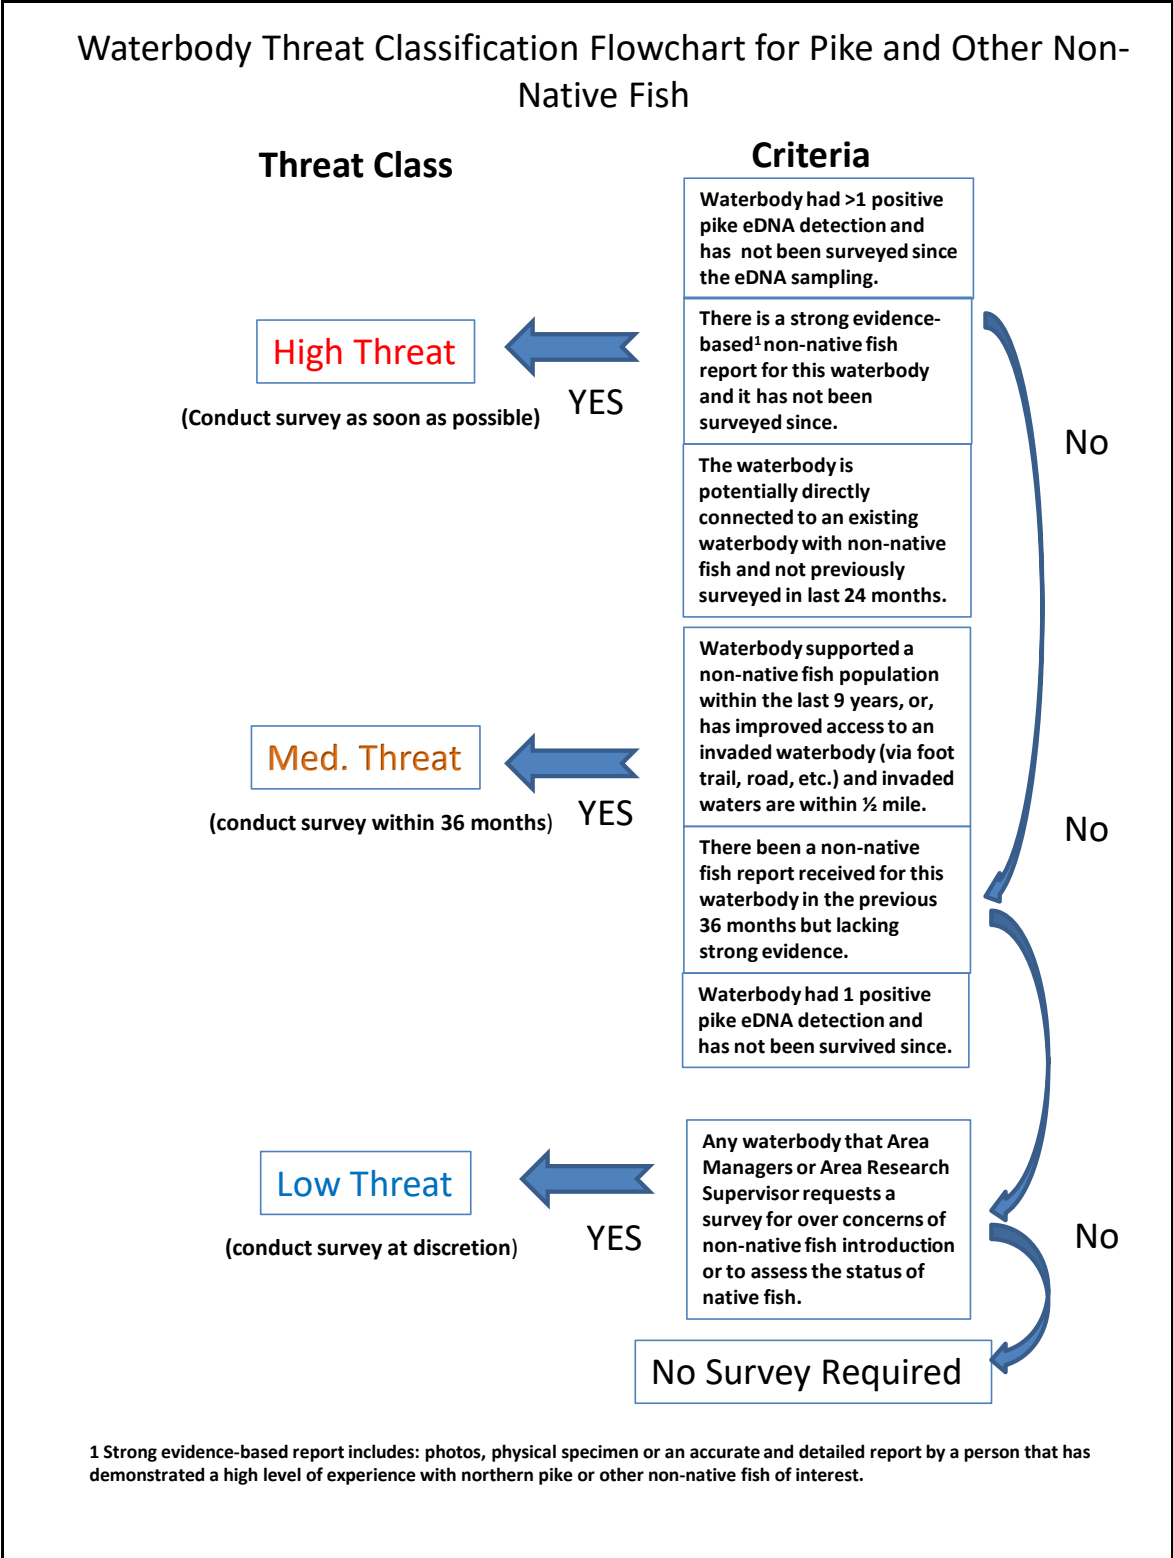 Waterbody Threat Classification Flowchart for Pike and Other Non-
Native Fish
Threat Class
Criteria
Waterbody had >1 positive
pike eDNA detection and
has not been surveyed since
the eDNA sampling.
There is a strong evidence-
based¹ non-native fish
report for this waterbody
and it has not been
surveyed since.
High Threat
(Conduct survey as soon as possible)
YES
No
The waterbody is
potentially directly
connected to an existing
waterbody with non-native
fish and not previously
surveyed in last 24 months.
Waterbody supported a
non-native fish population
within the last 9 years, or,
has improved access to an
invaded waterbody (via foot
trail, road, etc.) and invaded
waters are within ½ mile.
Med. Threat
(conduct survey within 36 months)
YES
No
There been a non-native
fish report received for this
waterbody in the previous
36 months but lacking
strong evidence.
Waterbody had 1 positive
pike eDNA detection and
has not been survived since.
Any waterbody that Area
Managers or Area Research
Supervisor requests a
survey for over concerns of
non-native fish introduction
or to assess the status of
native fish.
Low Threat
(conduct survey at discretion)
YES
No
No Survey Required
1 Strong evidence-based report includes: photos, physical specimen or an accurate and detailed report by a person that has
demonstrated a high level of experience with northern pike or other non-native fish of interest.